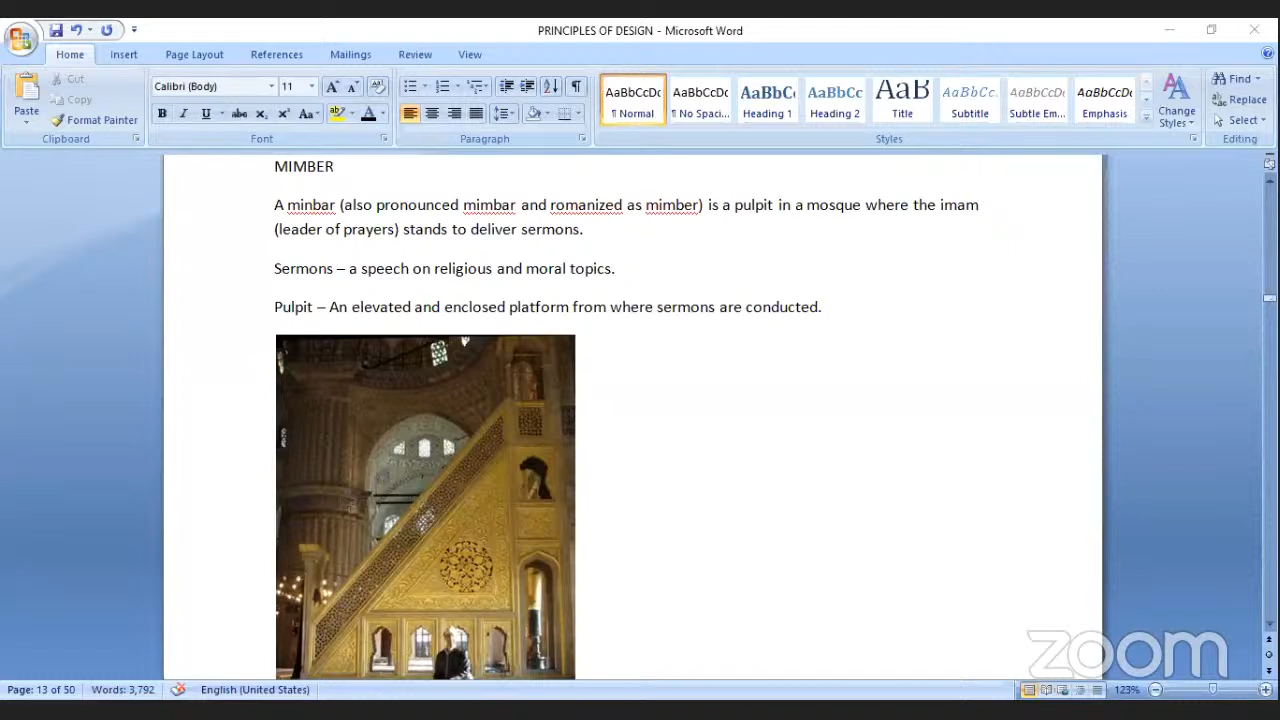 PRINCIPLES OF DESIGN - Microsoft Word
Home Insert Page Layout References Mailings Review View
Paste
Cut
Copy
Format Painter
Clipboard
Calibri (Body) 11
B I U abc x₂ x² Aa
Font
Paragraph
AaBbCcDc AaBbCcDc AaBbC AaBbCc AaB AaBbCc. AaBbCcDc AaBbCcDc
¶ Normal ¶ No Spaci... Heading 1 Heading 2 Title Subtitle Subtle Em... Emphasis
Change Styles
Styles
Find
Replace
Select
Editing
MIMBER
A minbar (also pronounced mimbar and romanized as mimber) is a pulpit in a mosque where the imam
(leader of prayers) stands to deliver sermons.
Sermons – a speech on religious and moral topics.
Pulpit – An elevated and enclosed platform from where sermons are conducted.
zoom
Page: 13 of 50 Words: 3,792 English (United States) 123%